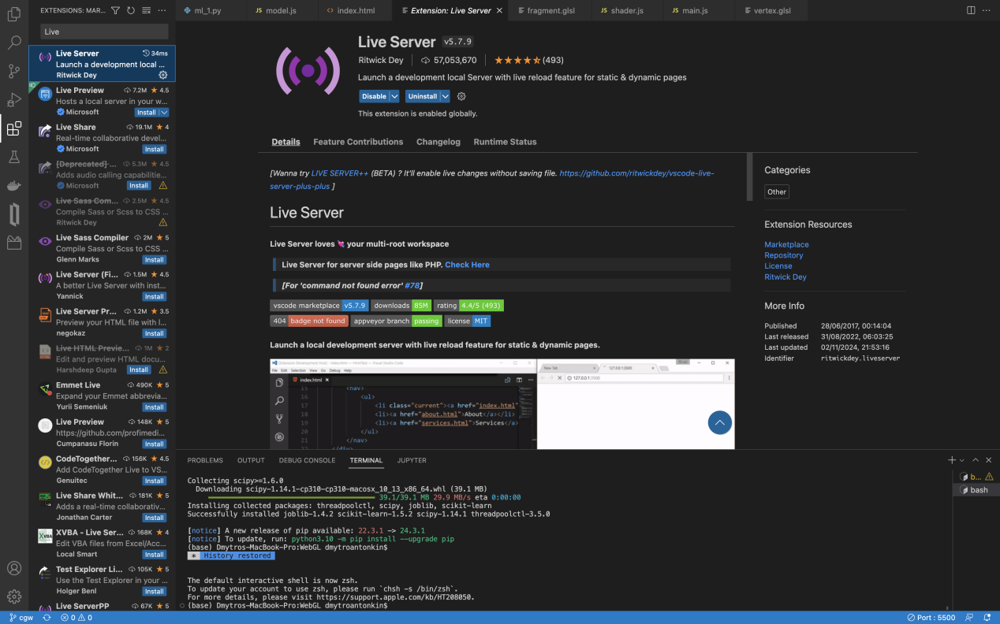 EXTENSIONS: MAR...
ml_1.py
JS model.js
<> index.html
Extension: Live Server
fragment.glsl
JS shader.js
JS main.js
vertex.glsl
Live
Live Server 34ms
Launch a development local ...
Ritwick Dey
Live Preview 7.2M ★ 4.5
Hosts a local server in your w...
Microsoft Install
Live Share 19.1M ★ 4
Real-time collaborative devel...
Microsoft Install
[Deprecated] ... 5.3M ★ 4.5
Adds audio calling capabilitie...
Microsoft Install
Live Sass Com... 2.5M ★ 4.5
Compile Sass or Scss to CSS ...
Ritwick Dey
Live Sass Compiler 2M ★ 5
Compile Sass or Scss to CSS ...
Glenn Marks Install
Live Server (Fi... 1.5M ★ 4.5
A better Live Server with inst...
Yannick Install
Live Server Pr... 1.2M ★ 3.5
Preview your HTML file with l...
negokaz Install
Live HTML Previe... 1M ★ 2
Edit and preview HTML docu...
Harshdeep Gupta Install
Emmet Live 490K ★ 5
Expand your Emmet abbrevia...
Yurii Semeniuk Install
Live Preview 148K ★ 5
https://github.com/profimedi...
Cumpanasu Florin Install
CodeTogether... 156K ★ 4.5
Add CodeTogether Live to VS...
Genuitec Install
Live Share Whit... 181K ★ 5
Adds a real-time collaborativ...
Jonathan Carter Install
XVBA - Live Ser... 168K ★ 4
Edit VBA files from Excel/Acc...
Local Smart Install
Test Explorer Li... 105K ★ 5
Use the Test Explorer in your ...
Holger Benl Install
Live ServerPP 67K ★ 5
Live Server v5.7.9
Ritwick Dey 57,053,670 (493)
Launch a development local Server with live reload feature for static & dynamic pages
Disable Uninstall
This extension is enabled globally.
Details Feature Contributions Changelog Runtime Status
[Wanna try LIVE SERVER++ (BETA) ? It'll enable live changes without saving file. https://github.com/ritwickdey/vscode-live-
server-plus-plus ]
Live Server
Live Server loves 💘 your multi-root workspace
Live Server for server side pages like PHP. Check Here
[For 'command not found error' #78]
vscode marketplace v5.7.9 downloads 85M rating 4.4/5 (493)
404 badge not found appveyor branch passing license MIT
Launch a local development server with live reload feature for static & dynamic pages.
File Edit Selection View Go Debug Help
index.html
New Tab
127.0.0.1:3500
127.0.0.1:3500
15 <nav>
16 <ul>
17 <li class="current"><a href="index.html"
18 <li><a href="about.html">About</a></li>
19 <li><a href="services.html">Services</a>
20 </ul>
21 </nav>
22 </div>
Categories
Other
Extension Resources
Marketplace
Repository
License
Ritwick Dey
More Info
Published 28/06/2017, 00:14:04
Last released 31/08/2022, 06:03:25
Last updated 02/11/2024, 21:53:16
Identifier ritwickdey.liveserver
PROBLEMS OUTPUT DEBUG CONSOLE TERMINAL JUPYTER
Collecting scipy>=1.6.0
Downloading scipy-1.14.1-cp310-cp310-macosx_10_13_x86_64.whl (39.1 MB)
39.1/39.1 MB 29.9 MB/s eta 0:00:00
Installing collected packages: threadpoolctl, scipy, joblib, scikit-learn
Successfully installed joblib-1.4.2 scikit-learn-1.5.2 scipy-1.14.1 threadpoolctl-3.5.0
[notice] A new release of pip available: 22.3.1 -> 24.3.1
[notice] To update, run: python3.10 -m pip install --upgrade pip
(base) Dmytros-MacBook-Pro:WebGL dmytroantonkin$
* History restored
The default interactive shell is now zsh.
To update your account to use zsh, please run `chsh -s /bin/zsh`.
For more details, please visit https://support.apple.com/kb/HT208050.
(base) Dmytros-MacBook-Pro:WebGL dmytroantonkin$
b...
bash
cgw 0 0
Port : 5500